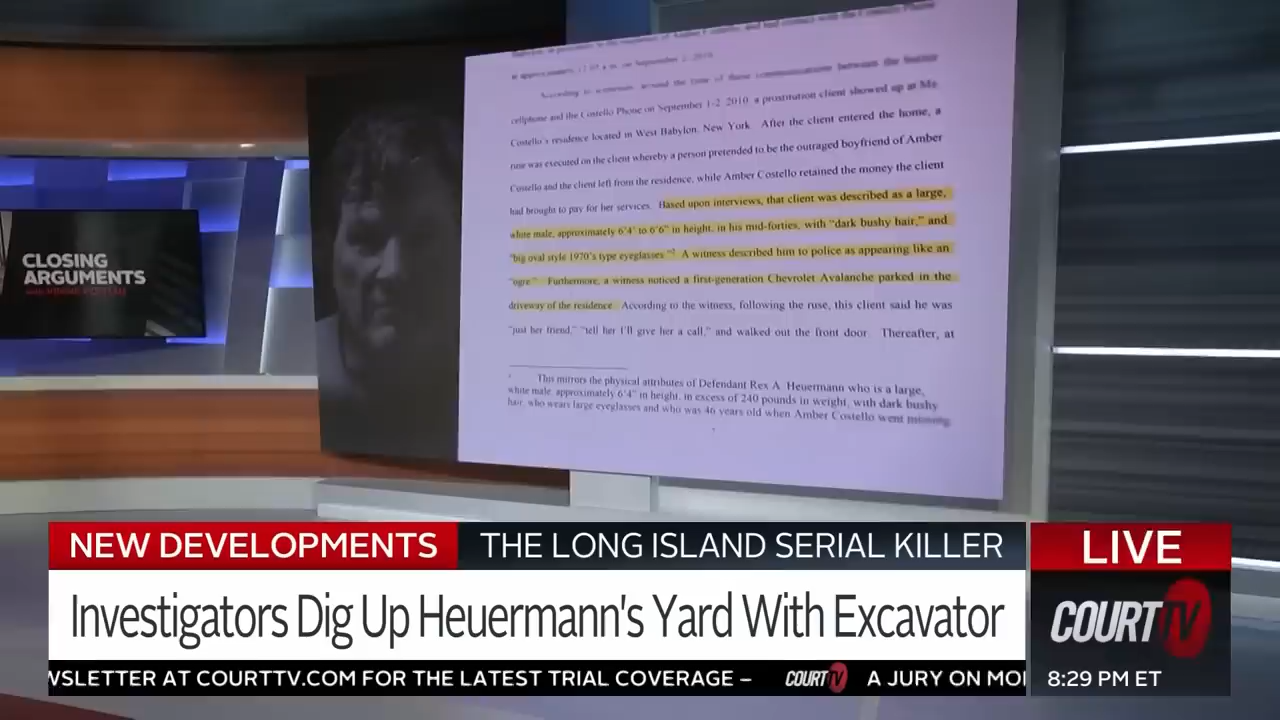 at approximately
on September 2, 2010.
According to
around the time of these communications between the
cellphone and the Costello Phone on September 1-2 2010, a prostitution client showed up at Ms.
Costello's residence located in West Babylon, New York. After the client entered the home, a
ruse was executed on the client whereby a person pretended to be the outraged boyfriend of Amber
Costello and the client left from the residence, while Amber Costello retained the money the client
had brought to pay for her services. Based upon interviews, that client was described as a large,
white male, approximately 6'4" to 6'6" in height, in his mid-forties, with "dark bushy hair," and
"big oval style 1970's type eyeglasses." A witness described him to police as appearing like an
"ogre". Furthermore, a witness noticed a first-generation Chevrolet Avalanche parked in the
driveway of the residence. According to the witness, following the ruse, this client said he was
"just her friend," "tell her I'll give her a call," and walked out the front door. Thereafter, at
This mirrors the physical attributes of Defendant Rex A. Heuermann who is a large,
white male, approximately 6'4" in height, in excess of 240 pounds in weight, with dark bushy
hair, who wears large eyeglasses and who was 46 years old when Amber Costello went missing
CLOSING
ARGUMENTS
NEW DEVELOPMENTS THE LONG ISLAND SERIAL KILLER
LIVE
Investigators Dig Up Heuermann's Yard With Excavator
COURT TV
WSLETTER AT COURTTV.COM FOR THE LATEST TRIAL COVERAGE – COURT TV A JURY ON
8:29 PM ET